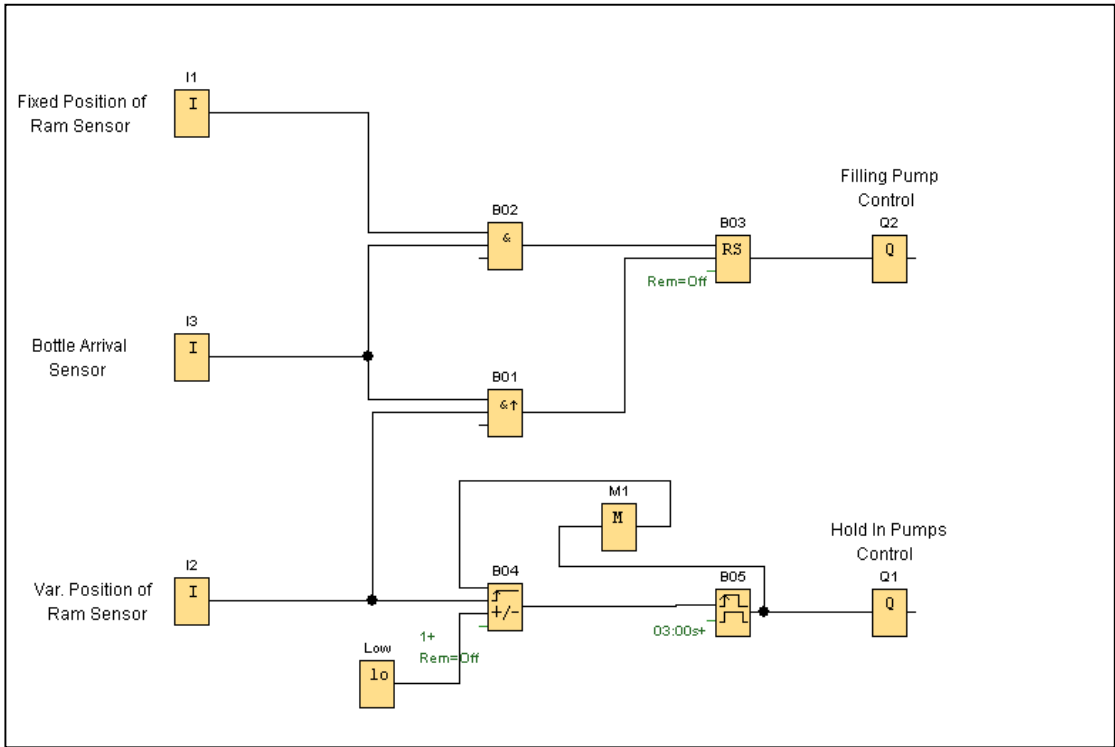 I1
I
Fixed Position of
Ram Sensor
Filling Pump
Control
B02
&
B03
RS
Rem=Off
Q2
Q
I3
I
Bottle Arrival
Sensor
B01
&↑
M1
M
Hold In Pumps
Control
I2
I
Var. Position of
Ram Sensor
B04
+/-
1+
Rem=Off
B05
03:00s+
Q1
Q
Low
lo